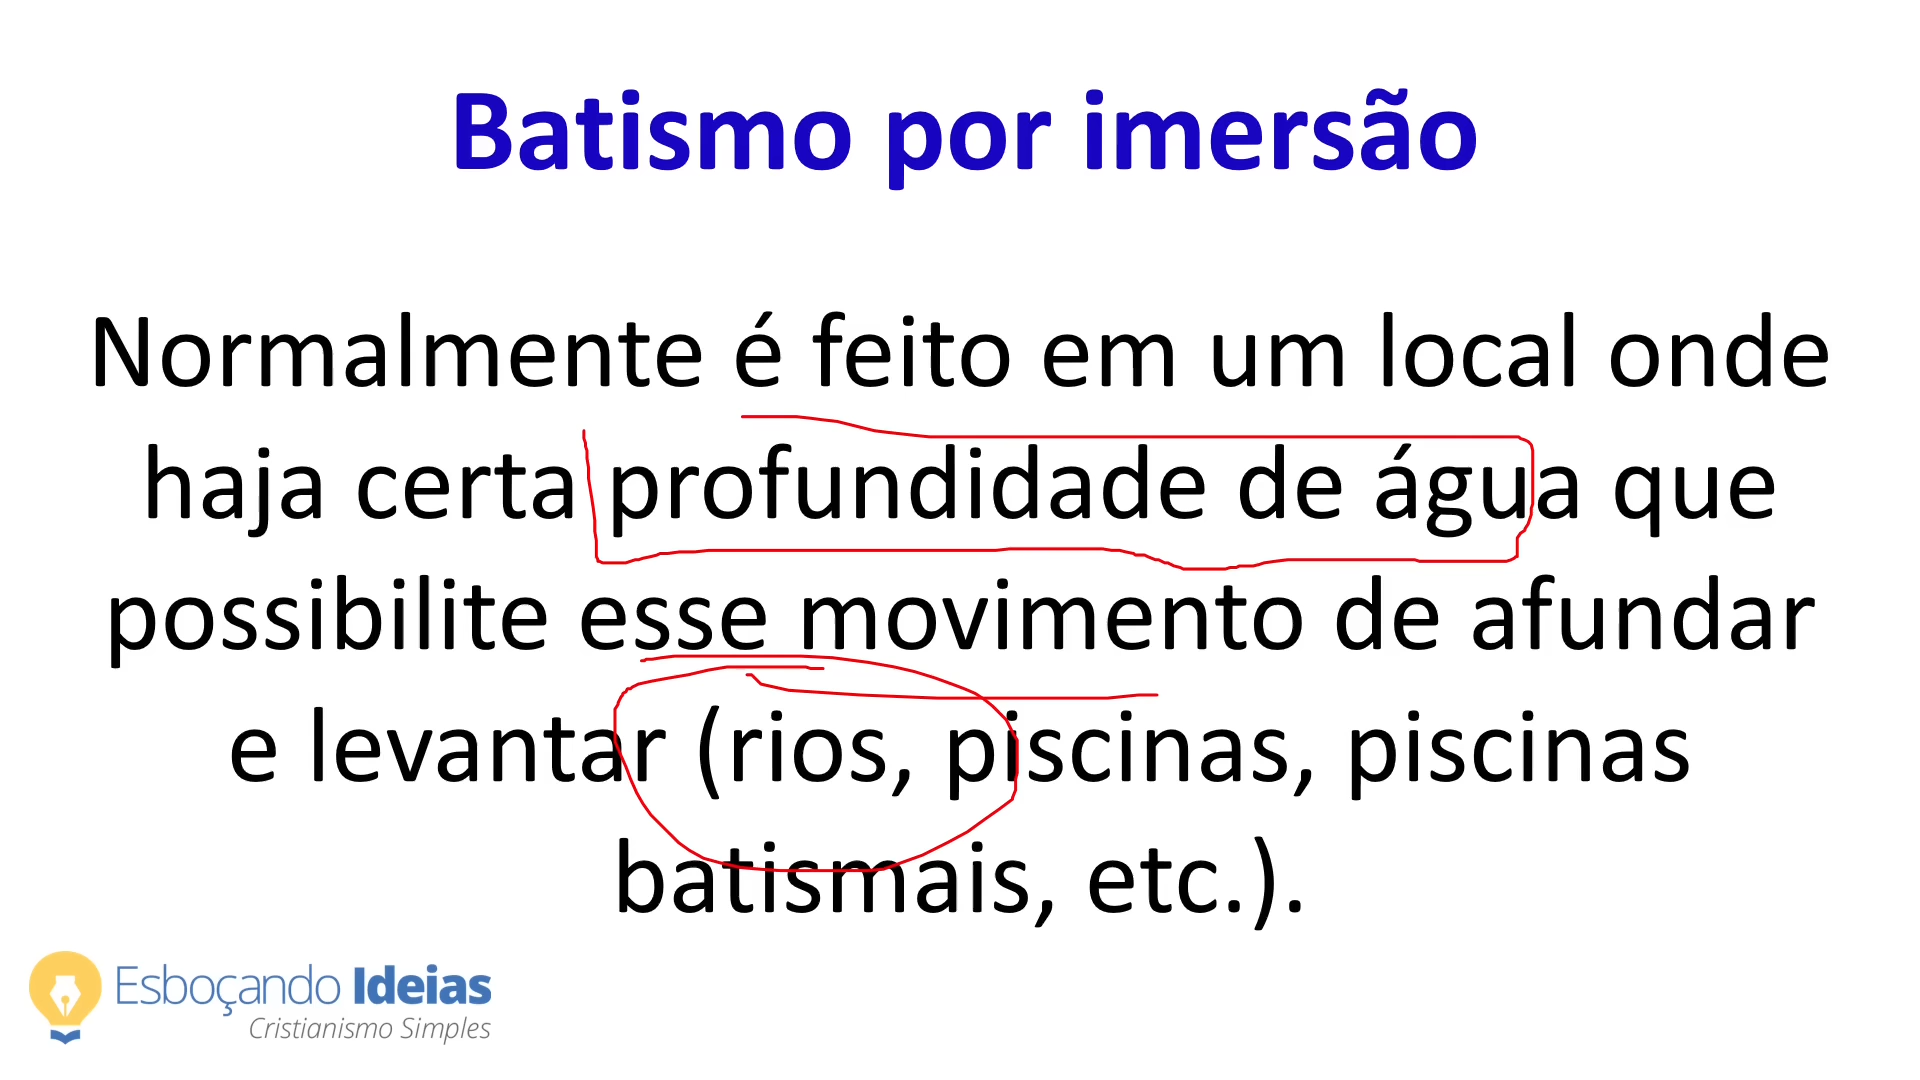 Batismo por imersão
Normalmente é feito em um local onde
haja certa profundidade de água que
possibilite esse movimento de afundar
e levantar (rios, piscinas, piscinas
batismais, etc.).
Esboçando Ideias
Cristianismo Simples